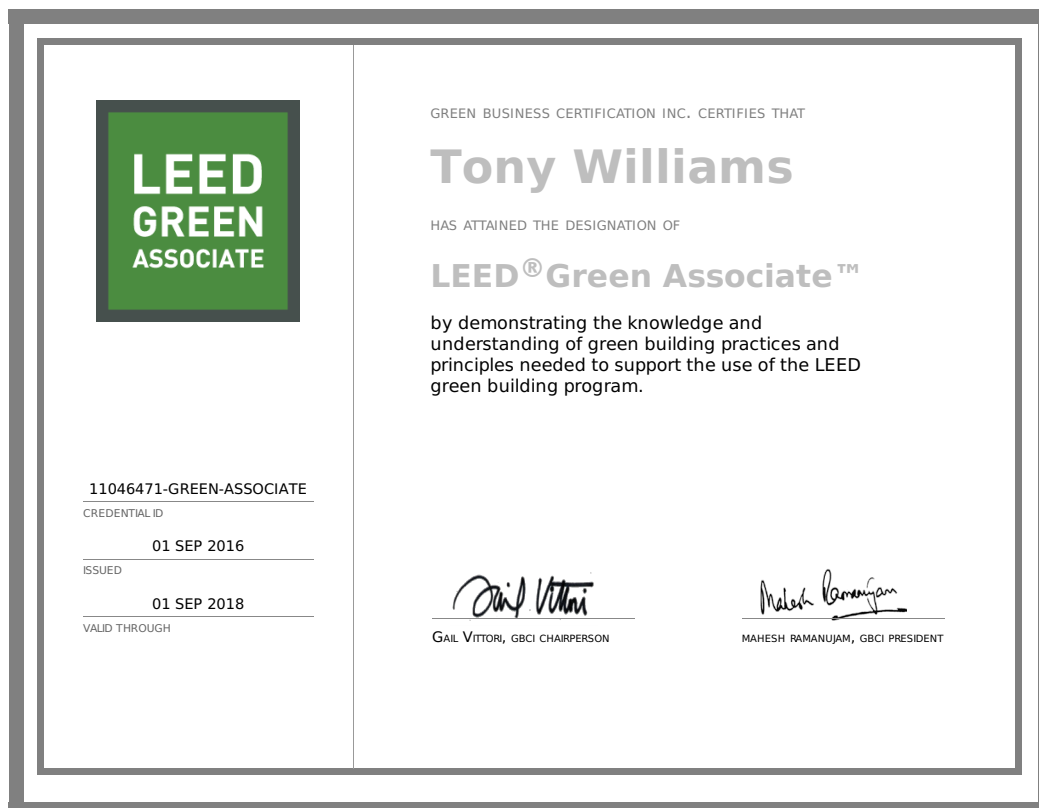 LEED
GREEN
ASSOCIATE
11046471-GREEN-ASSOCIATE
CREDENTIAL ID
01 SEP 2016
ISSUED
01 SEP 2018
VALID THROUGH
GREEN BUSINESS CERTIFICATION INC. CERTIFIES THAT
Tony Williams
HAS ATTAINED THE DESIGNATION OF
LEED®Green Associate™
by demonstrating the knowledge and
understanding of green building practices and
principles needed to support the use of the LEED
green building program.
Gail Vittori
Mahesh Ramanujam
GAIL VITTORI, GBCI CHAIRPERSON
MAHESH RAMANUJAM, GBCI PRESIDENT